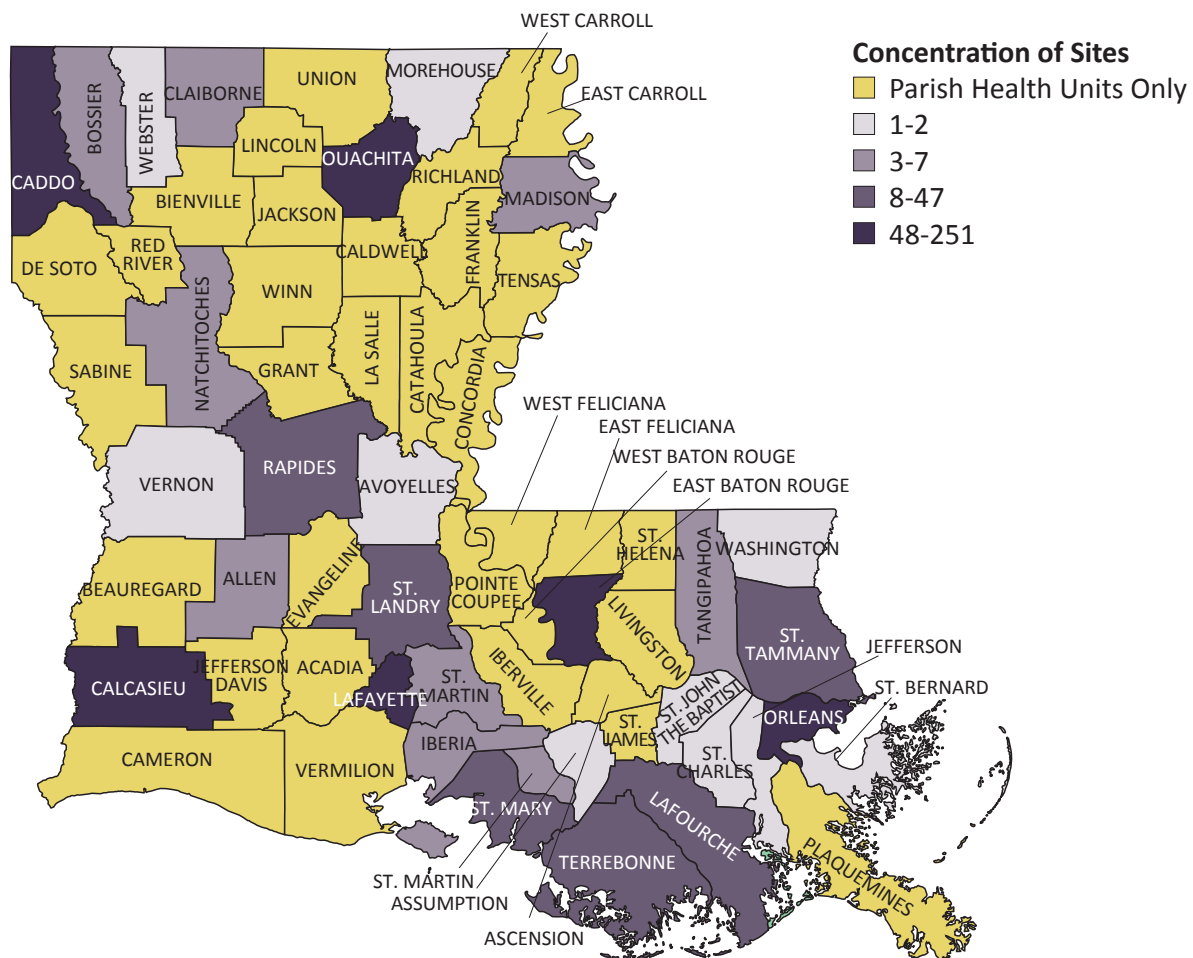 WEST CARROLL
Concentration of Sites
Parish Health Units Only
1-2
3-7
8-47
48-251
MOREHOUSE
UNION
EAST CARROLL
CLAIBORNE
BOSSIER
WEBSTER
LINCOLN
OUACHITA
RICHLAND
CADDO
MADISON
BIENVILLE
JACKSON
FRANKLIN
RED
RIVER
CALDWELL
DE SOTO
TENSAS
WINN
NATCHITOCHES
LA SALLE
CATAHOULA
SABINE
GRANT
CONCORDIA
WEST FELICIANA
EAST FELICIANA
WEST BATON ROUGE
EAST BATON ROUGE
RAPIDES
VERNON
AVOYELLES
ST.
HELENA
TANGIPAHOA
WASHINGTON
ALLEN
EVANGELINE
BEAUREGARD
ST.
LANDRY
POINTE
COUPEE
LIVINGSTON
ST.
TAMMANY
JEFFERSON
JEFFERSON
DAVIS
ACADIA
IBERVILLE
CALCASIEU
LAFAYETTE
ST.
MARTIN
ST. JOHN
THE BAPTIST
ST. BERNARD
ORLEANS
ST.
JAMES
IBERIA
ST.
CHARLES
CAMERON
VERMILION
ST. MARY
LAFOURCHE
TERREBONNE
PLAQUEMINES
ST. MARTIN
ASSUMPTION
ASCENSION